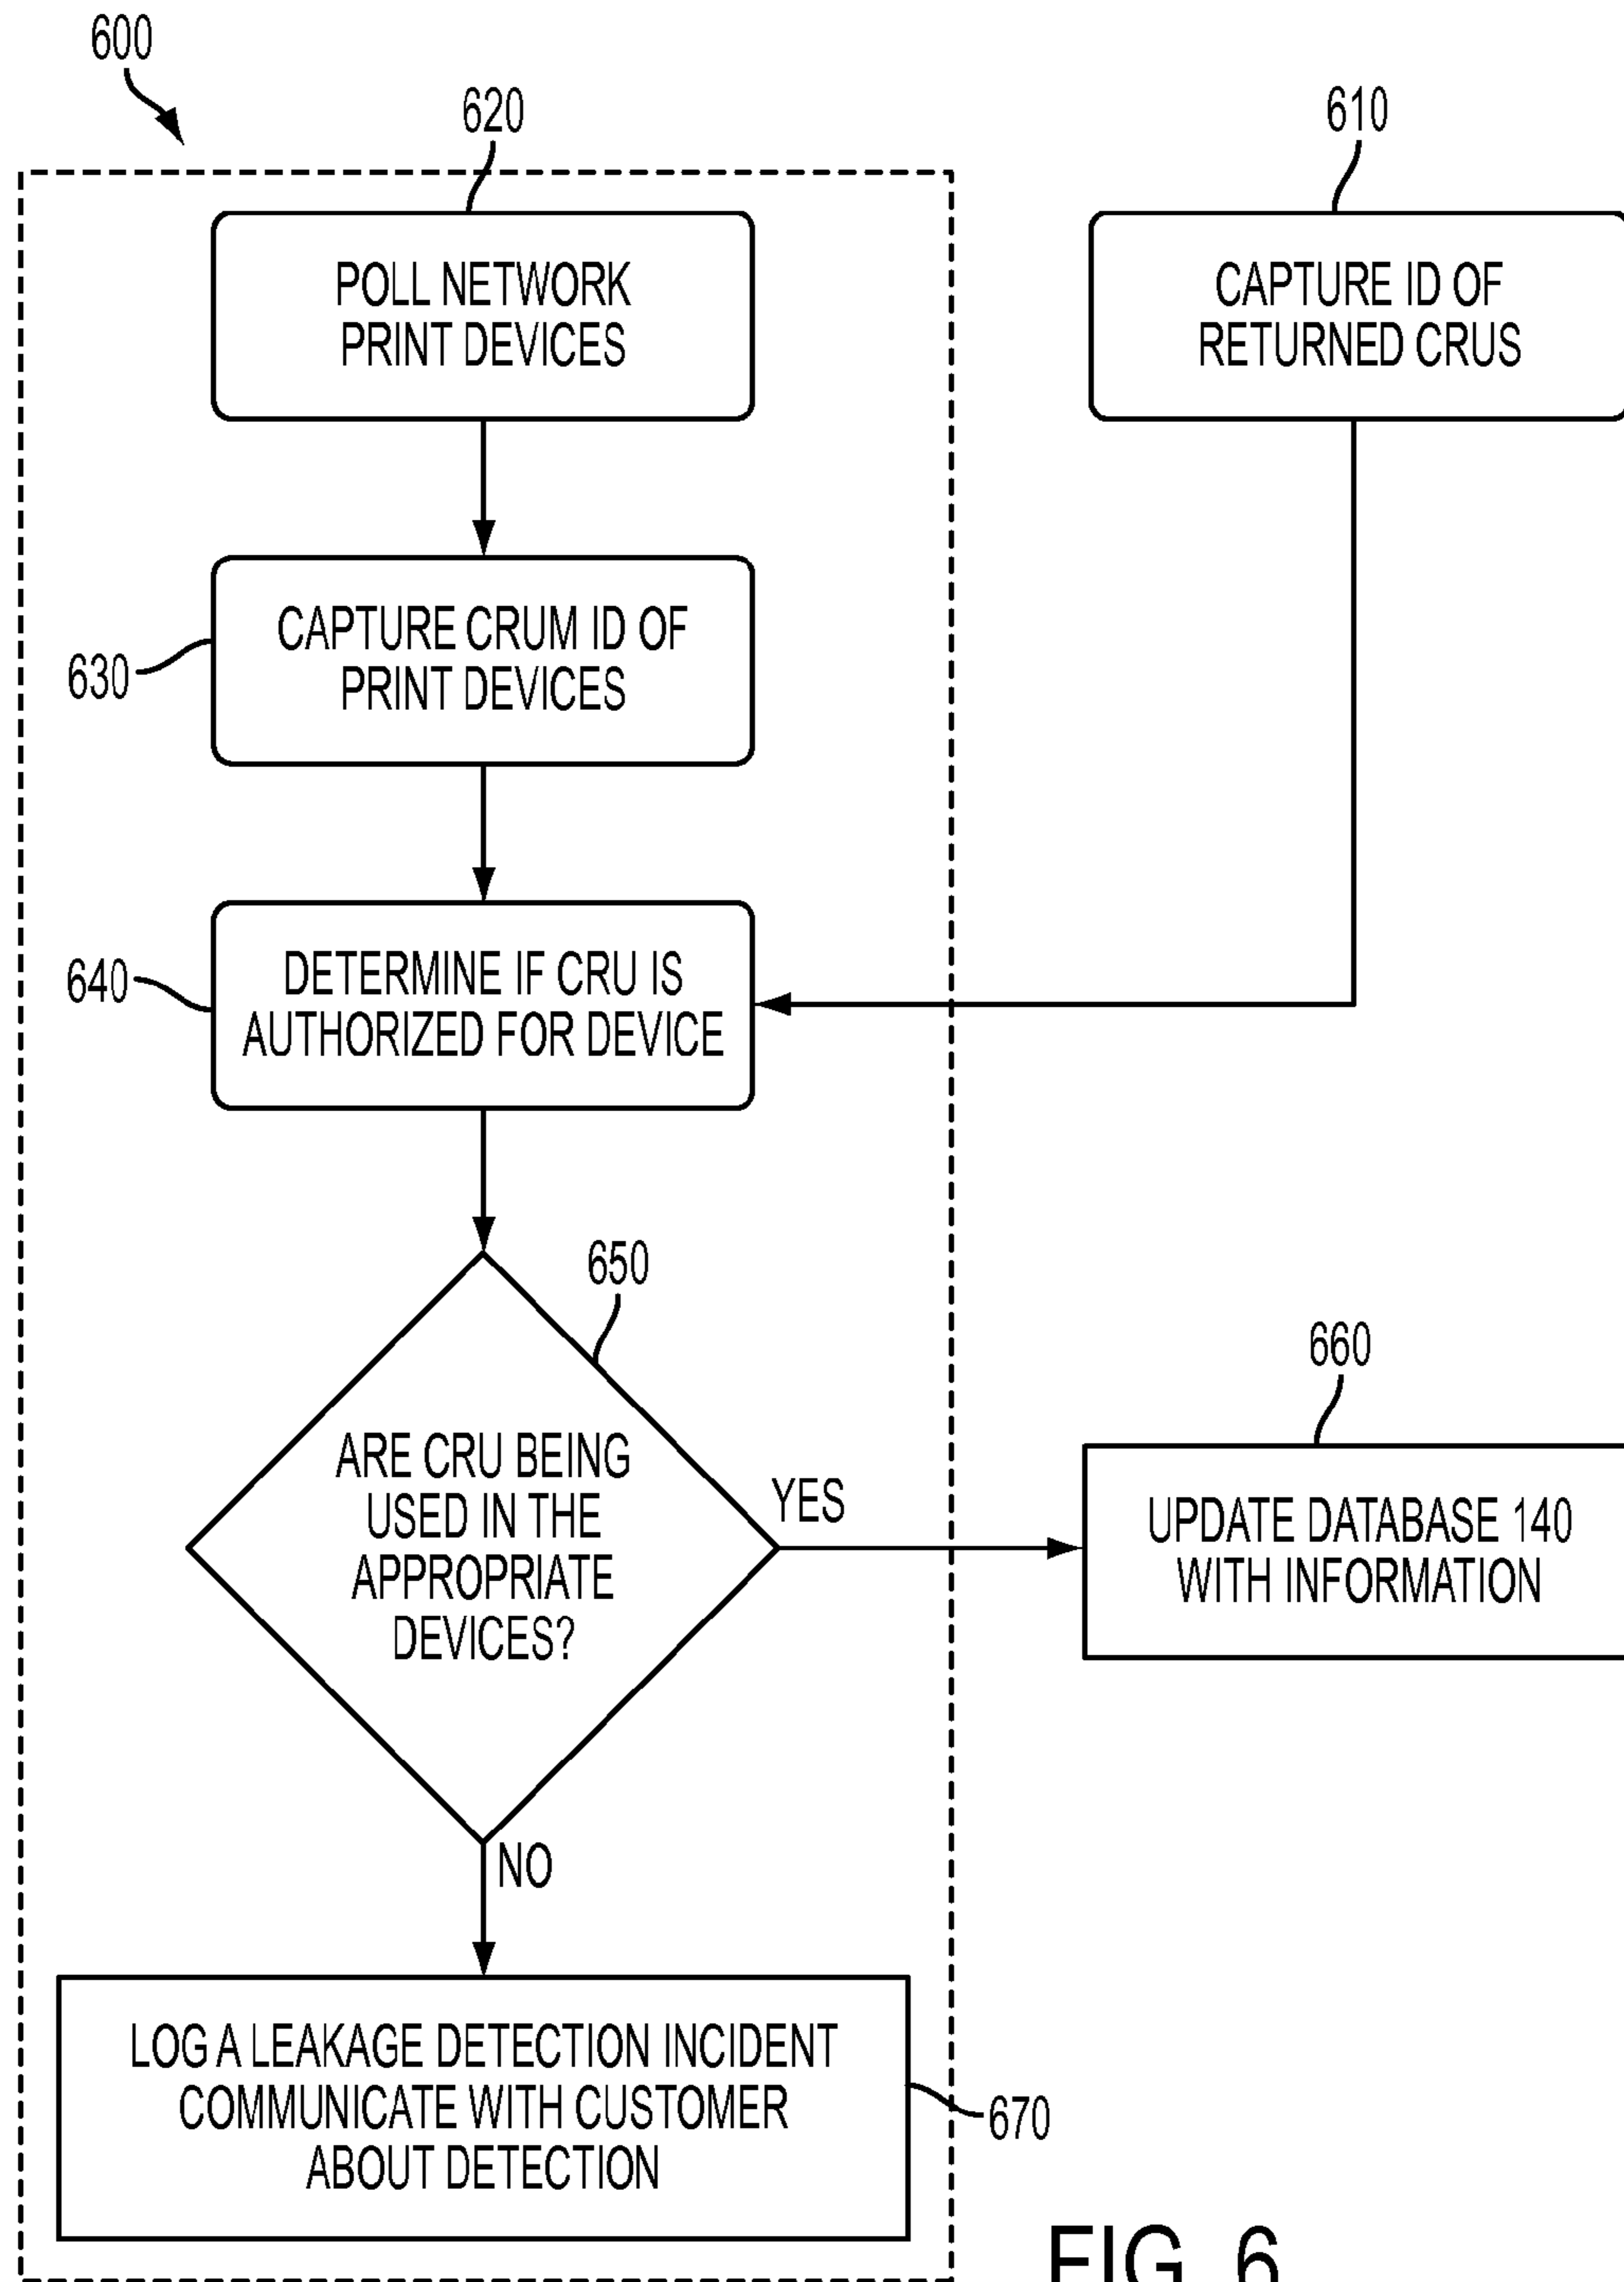 600
620
610
POLL NETWORK
PRINT DEVICES
CAPTURE ID OF
RETURNED CRUS
630
CAPTURE CRUM ID OF
PRINT DEVICES
640
DETERMINE IF CRU IS
AUTHORIZED FOR DEVICE
650
ARE CRU BEING
USED IN THE
APPROPRIATE
DEVICES?
YES
660
UPDATE DATABASE 140
WITH INFORMATION
NO
LOG A LEAKAGE DETECTION INCIDENT
COMMUNICATE WITH CUSTOMER
ABOUT DETECTION
670
FIG. 6